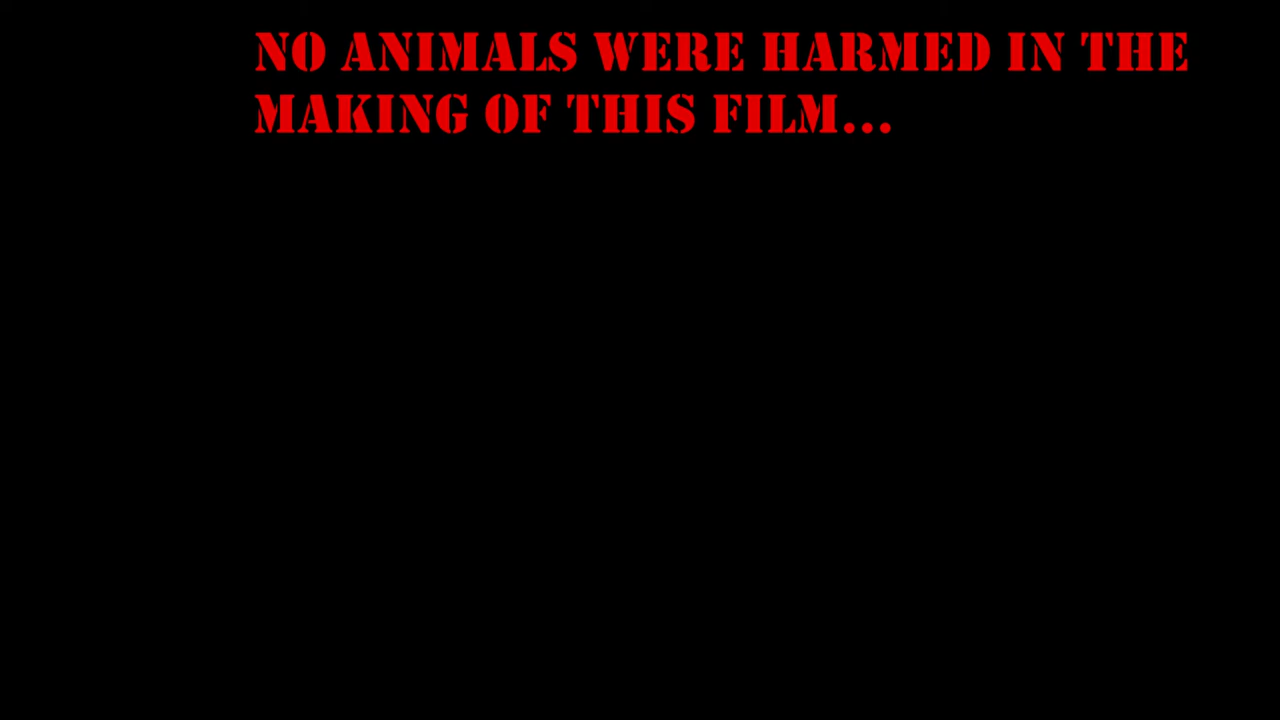 NO ANIMALS WERE HARMED IN THE
MAKING OF THIS FILM...